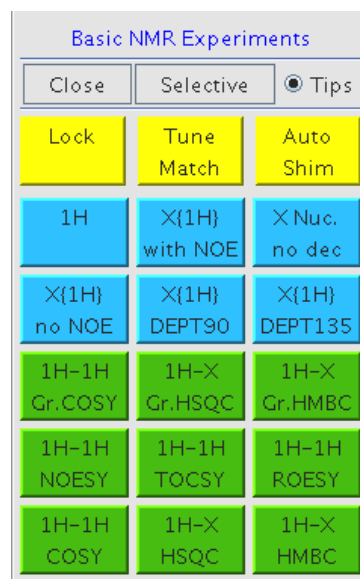 Basic NMR Experiments
Close Selective Tips
Lock Tune Auto
Match Shim
1H X{1H} X Nuc.
with NOE no dec
X{1H} X{1H} X{1H}
no NOE DEPT90 DEPT135
1H-1H 1H-X 1H-X
Gr.COSY Gr.HSQC Gr.HMBC
1H-1H 1H-1H 1H-1H
NOESY TOCSY ROESY
1H-1H 1H-X 1H-X
COSY HSQC HMBC